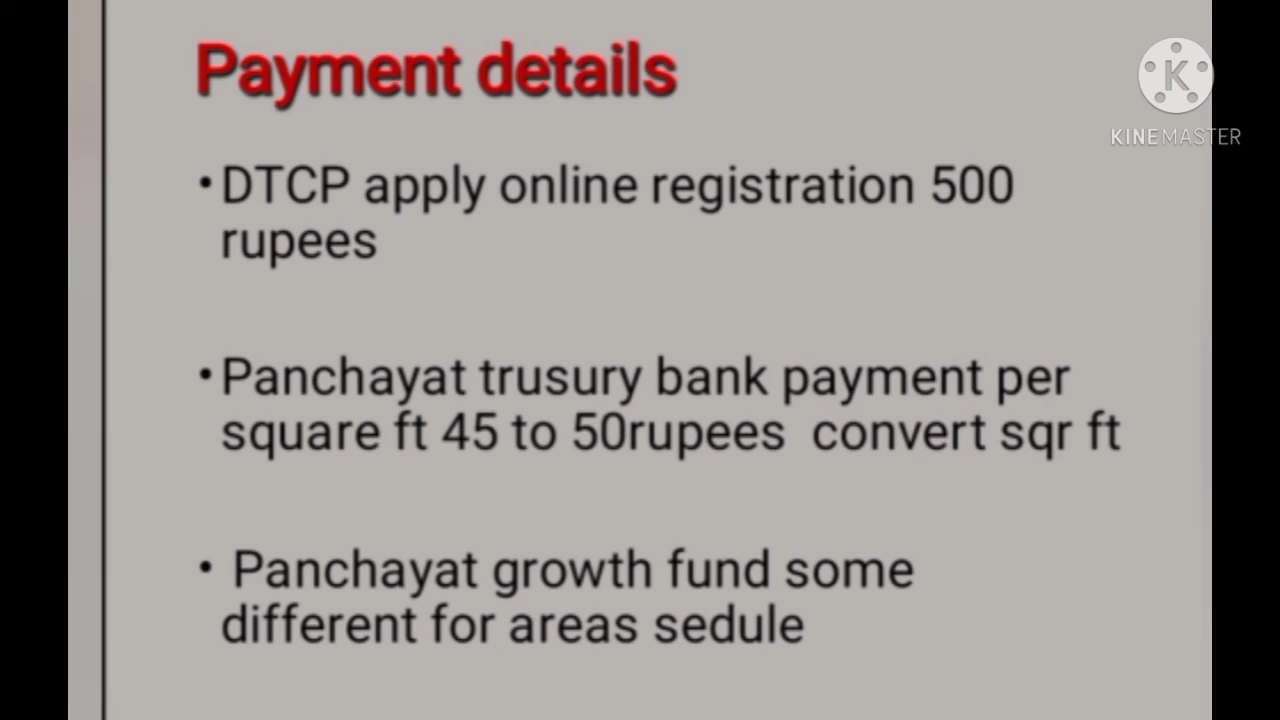 Payment details
K
KINEMASTER
•DTCP apply online registration 500
rupees
•Panchayat trusury bank payment per
square ft 45 to 50rupees  convert sqr ft
• Panchayat growth fund some
different for areas sedule